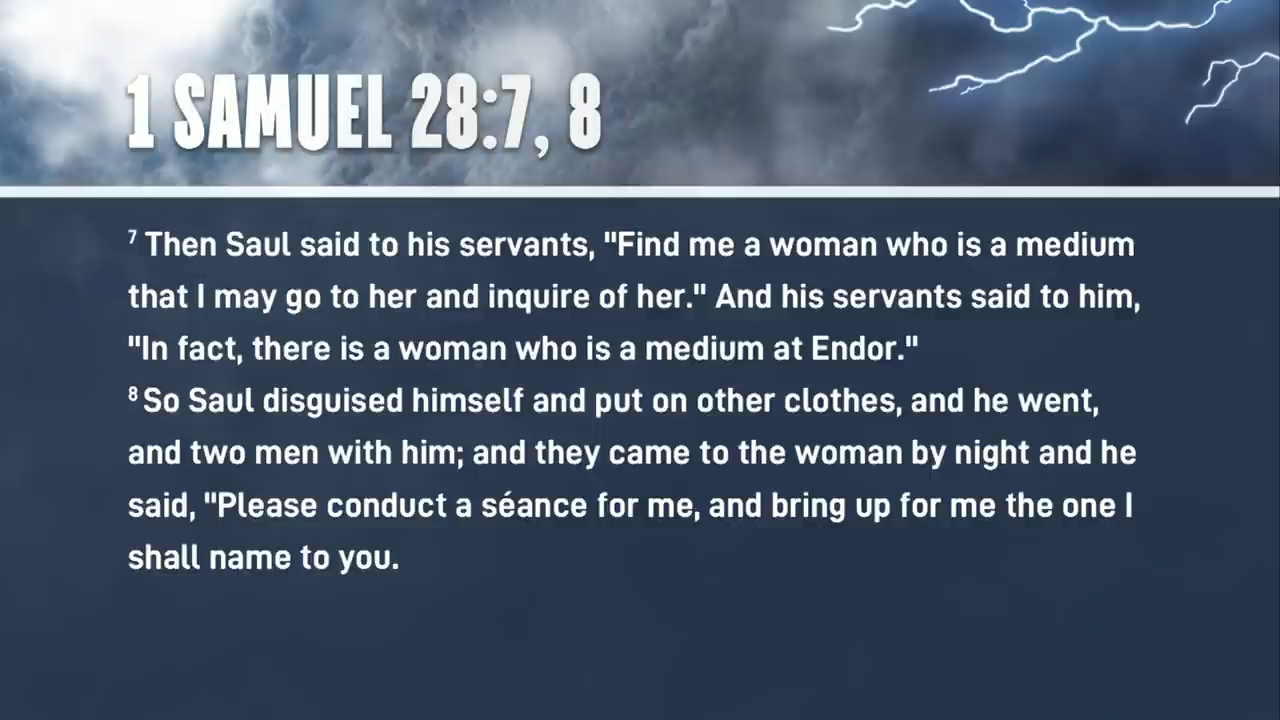 1 SAMUEL 28:7, 8
⁷ Then Saul said to his servants, "Find me a woman who is a medium
that I may go to her and inquire of her." And his servants said to him,
"In fact, there is a woman who is a medium at Endor."
⁸ So Saul disguised himself and put on other clothes, and he went,
and two men with him; and they came to the woman by night and he
said, "Please conduct a séance for me, and bring up for me the one I
shall name to you.